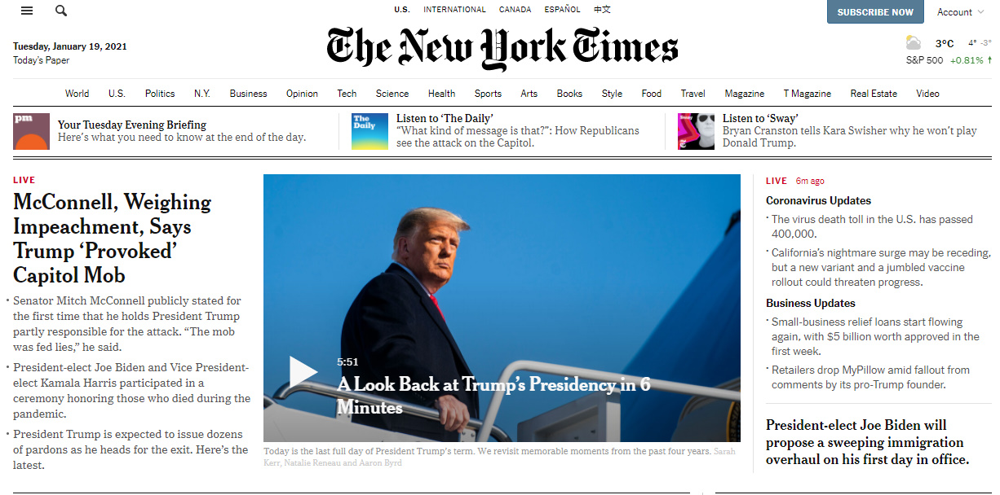 U.S. INTERNATIONAL CANADA ESPAÑOL 中文
SUBSCRIBE NOW
Account
Tuesday, January 19, 2021
Today's Paper
The New York Times
3°C 4° -3°
S&P 500 +0.81% ↑
World U.S. Politics N.Y. Business Opinion Tech Science Health Sports Arts Books Style Food Travel Magazine T Magazine Real Estate Video
pm
Your Tuesday Evening Briefing
Here's what you need to know at the end of the day.
The
Daily
Listen to ‘The Daily’
“What kind of message is that?”: How Republicans
see the attack on the Capitol.
Sway
Listen to ‘Sway’
Bryan Cranston tells Kara Swisher why he won't play
Donald Trump.
LIVE
McConnell, Weighing
Impeachment, Says
Trump ‘Provoked’
Capitol Mob
• Senator Mitch McConnell publicly stated for
the first time that he holds President Trump
partly responsible for the attack. “The mob
was fed lies,” he said.
• President-elect Joe Biden and Vice President-
elect Kamala Harris participated in a
ceremony honoring those who died during the
pandemic.
• President Trump is expected to issue dozens
of pardons as he heads for the exit. Here's the
latest.
5:51
A Look Back at Trump's Presidency in 6
Minutes
Today is the last full day of President Trump's term. We revisit memorable moments from the past four years. Sarah
Kerr, Natalie Reneau and Aaron Byrd
LIVE 6m ago
Coronavirus Updates
• The virus death toll in the U.S. has passed
400,000.
• California's nightmare surge may be receding,
but a new variant and a jumbled vaccine
rollout could threaten progress.
Business Updates
• Small-business relief loans start flowing
again, with $5 billion worth approved in the
first week.
• Retailers drop MyPillow amid fallout from
comments by its pro-Trump founder.
President-elect Joe Biden will
propose a sweeping immigration
overhaul on his first day in office.